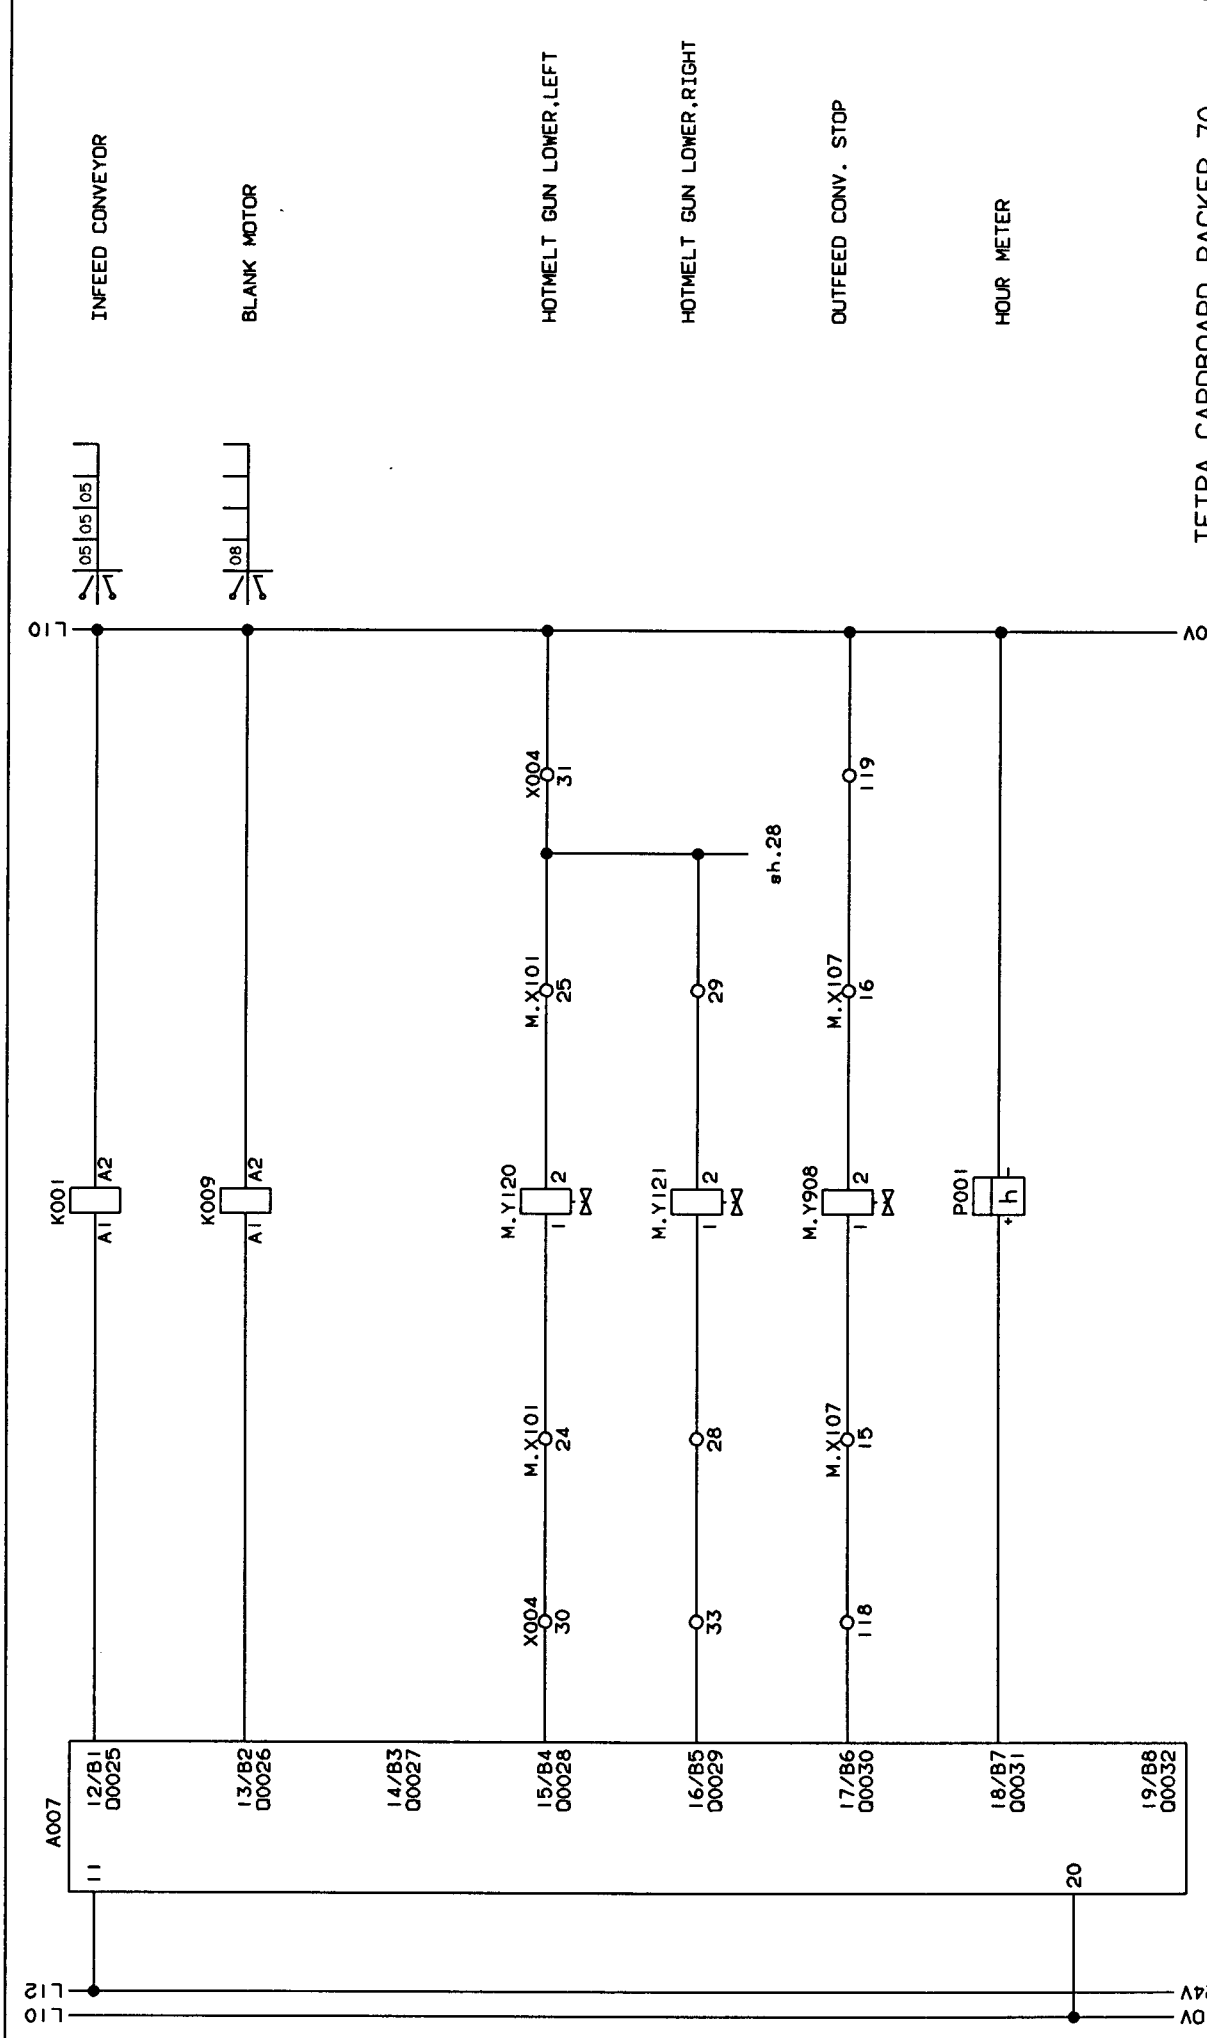 L10
L12
24V
0V
A007
11
20
12/B1
Q0025
13/B2
Q0026
14/B3
Q0027
15/B4
Q0028
16/B5
Q0029
17/B6
Q0030
18/B7
Q0031
19/B8
Q0032
K001
A1 A2
05 05 05
INFEED CONVEYOR
K009
A1 A2
08
BLANK MOTOR
X004
30
M.X101
24
M.Y120
1 2
M.X101
25
X004
31
HOTMELT GUN LOWER,LEFT
33
28
M.Y121
1 2
29
sh.28
HOTMELT GUN LOWER,RIGHT
118
M.X107
15
M.Y908
1 2
M.X107
16
119
OUTFEED CONV. STOP
P001
+ h -
HOUR METER
L10
0V
TETRA CARDBOARD PACKER 70